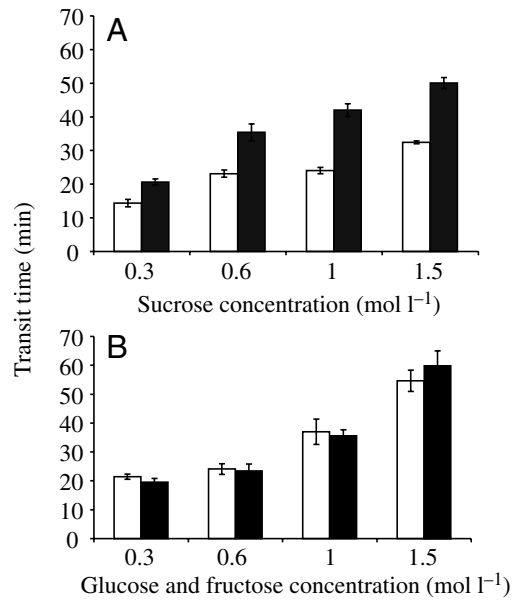 A
70
60
50
40
30
20
10
0
0.3 0.6 1 1.5
Sucrose concentration (mol l⁻¹)
Transit time (min)
B
70
60
50
40
30
20
10
0
0.3 0.6 1 1.5
Glucose and fructose concentration (mol l⁻¹)